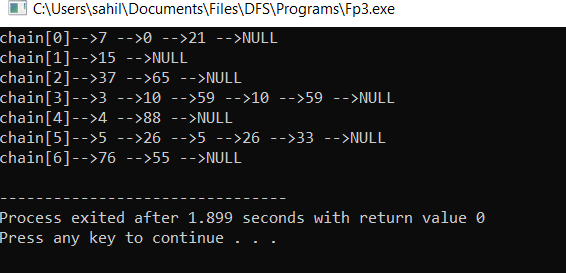 C:\Users\sahil\Documents\Files\DFS\Programs\Fp3.exe
chain[0]-->7 -->0 -->21 -->NULL
chain[1]-->15 -->NULL
chain[2]-->37 -->65 -->NULL
chain[3]-->3 -->10 -->59 -->10 -->59 -->NULL
chain[4]-->4 -->88 -->NULL
chain[5]-->5 -->26 -->5 -->26 -->33 -->NULL
chain[6]-->76 -->55 -->NULL
--------------------------------
Process exited after 1.899 seconds with return value 0
Press any key to continue . . .